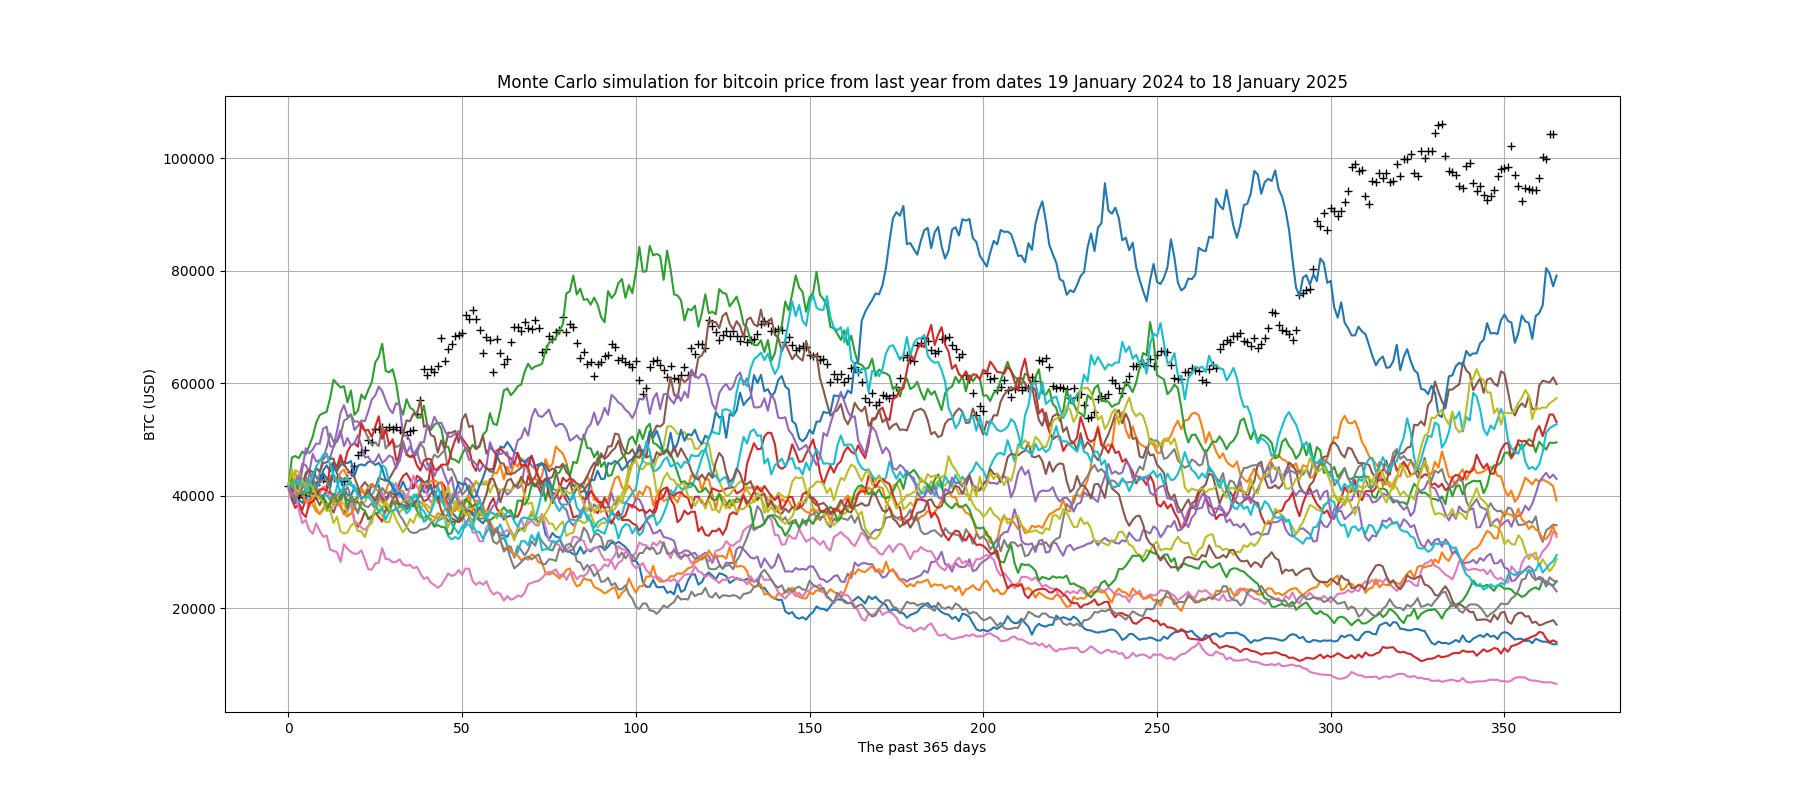 Monte Carlo simulation for bitcoin price from last year from dates 19 January 2024 to 18 January 2025
100000
80000
60000
40000
20000
BTC (USD)
0 50 100 150 200 250 300 350
The past 365 days